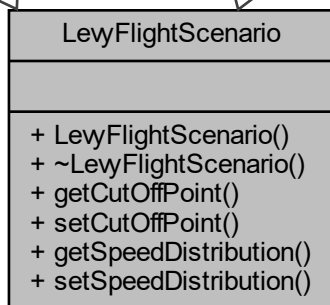 LevyFlightScenario
+ LevyFlightScenario()
+ ~LevyFlightScenario()
+ getCutOffPoint()
+ setCutOffPoint()
+ getSpeedDistribution()
+ setSpeedDistribution()